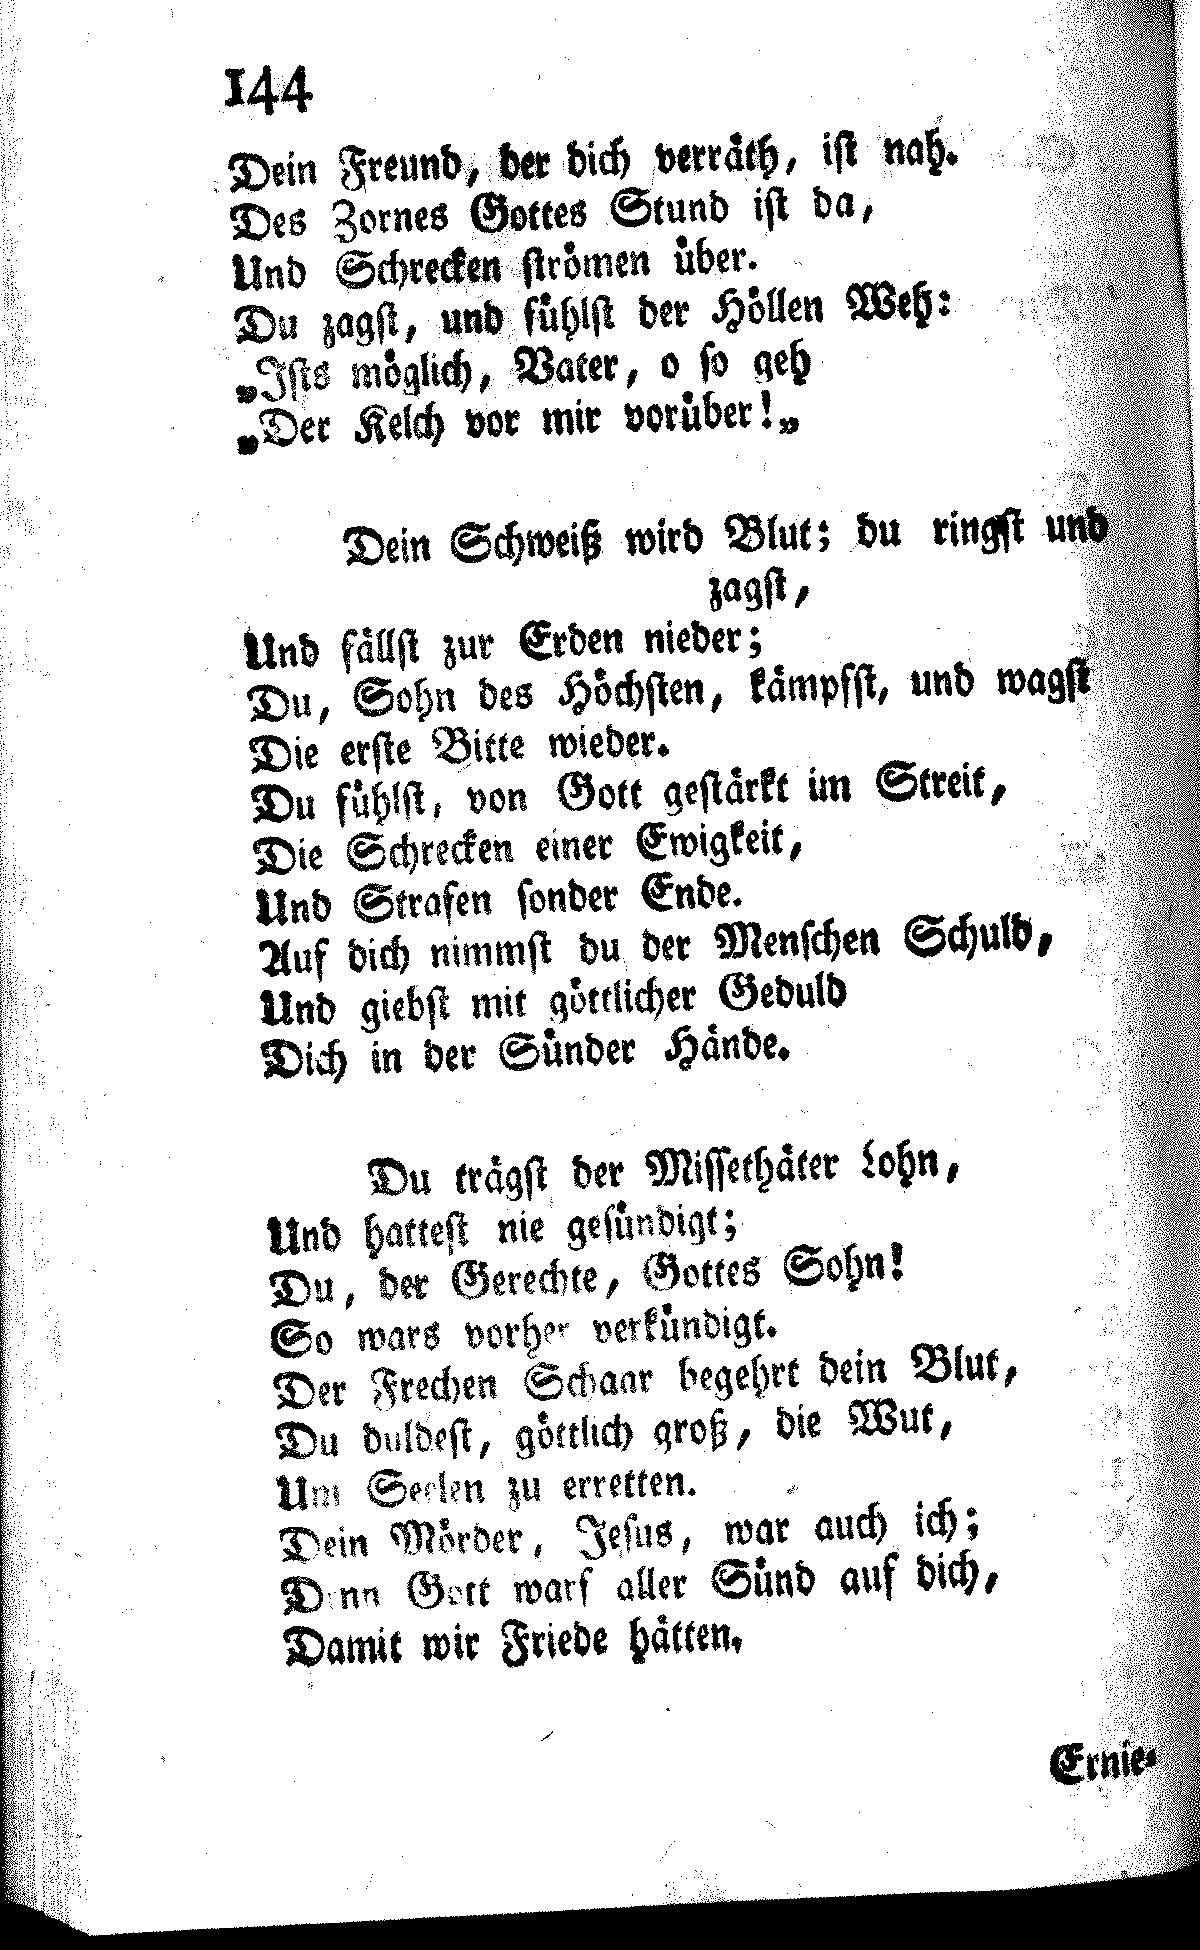 144
Dein Freund, der dich verräth, ist nah.
Des Zornes Gottes Stund ist da,
Und Schrecken strömen über.
Du zagst, und fühlst der Höllen Weh:
„Ists möglich, Vater, o so geh
„Der Kelch vor mir vorüber!„
Dein Schweiß wird Blut; du ringst und
zagst,
Und fällst zur Erden nieder;
Du, Sohn des Höchsten, kämpfst, und wagst
Die erste Bitte wieder.
Du fühlst, von Gott gestärkt im Streit,
Die Schrecken einer Ewigkeit,
Und Strafen sonder Ende.
Auf dich nimmst du der Menschen Schuld,
Und giebst mit göttlicher Geduld
Dich in der Sünder Hände.
Du trägst der Missethäter Lohn,
Und hattest nie gesündigt;
Du, der Gerechte, Gottes Sohn!
So wars vorher verkündigt.
Der Frechen Schaar begehrt dein Blut,
Du duldest, göttlich groß, die Wut,
Um Seelen zu erretten.
Dein Mörder, Jesus, war auch ich;
Denn Gott warf aller Sünd auf dich,
Damit wir Friede hätten.
Ernie-